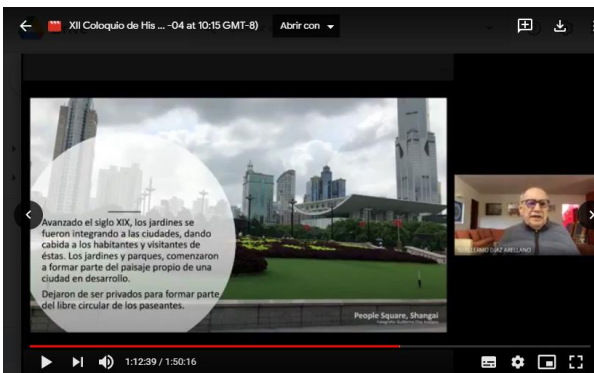 XII Coloquio de His ... -04 at 10:15 GMT-8)
Abrir con
Avanzado el siglo XIX, los jardines se
fueron integrando a las ciudades, dando
cabida a los habitantes y visitantes de
éstas. Los jardines y parques, comenzaron
a formar parte del paisaje propio de una
ciudad en desarrollo.
Dejaron de ser privados para formar parte
del libre circular de los paseantes.
People Square, Shangai
DÍAZ ARELLANO
1:12:39 / 1:50:16